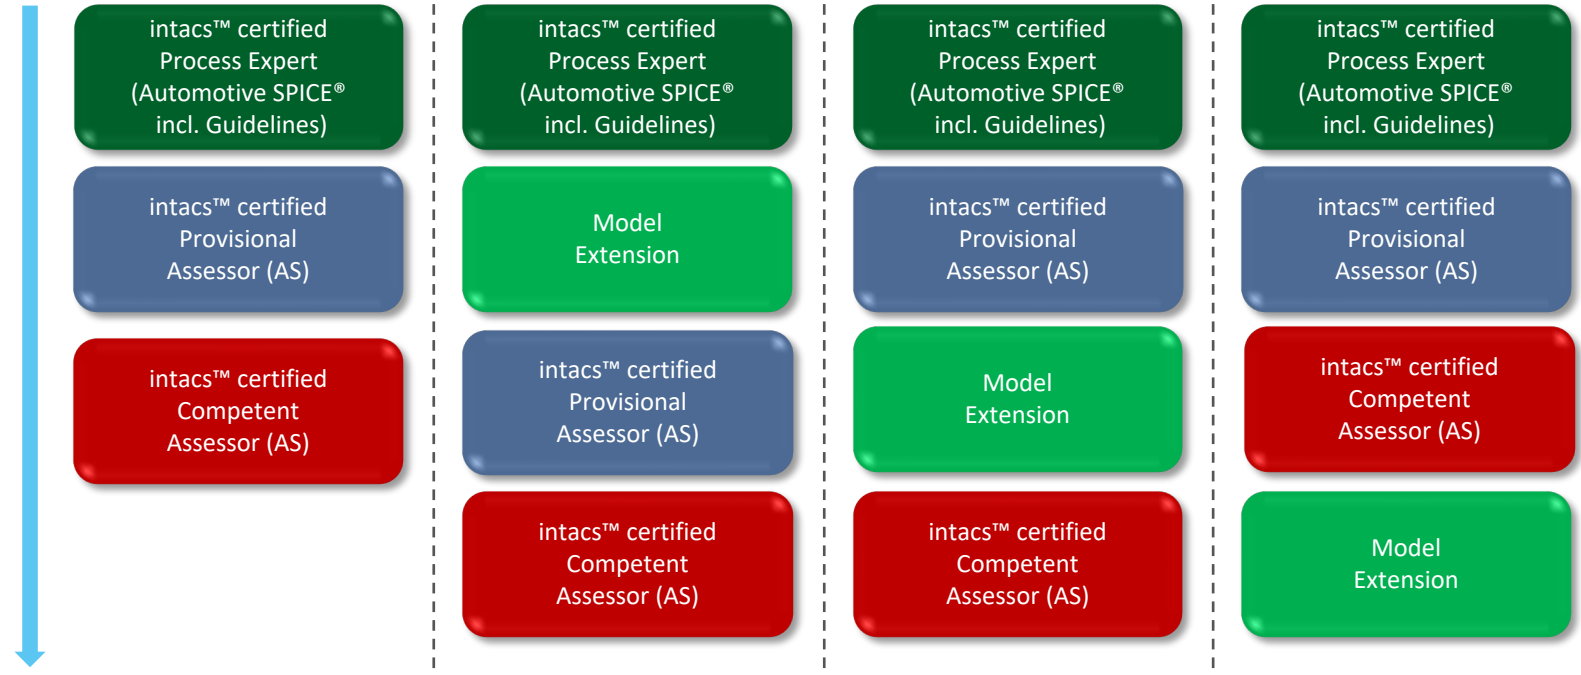 intacs™ certified
Process Expert
(Automotive SPICE®
incl. Guidelines)
intacs™ certified
Provisional
Assessor (AS)
intacs™ certified
Competent
Assessor (AS)
intacs™ certified
Process Expert
(Automotive SPICE®
incl. Guidelines)
Model
Extension
intacs™ certified
Provisional
Assessor (AS)
intacs™ certified
Competent
Assessor (AS)
intacs™ certified
Process Expert
(Automotive SPICE®
incl. Guidelines)
intacs™ certified
Provisional
Assessor (AS)
Model
Extension
intacs™ certified
Competent
Assessor (AS)
intacs™ certified
Process Expert
(Automotive SPICE®
incl. Guidelines)
intacs™ certified
Provisional
Assessor (AS)
intacs™ certified
Competent
Assessor (AS)
Model
Extension